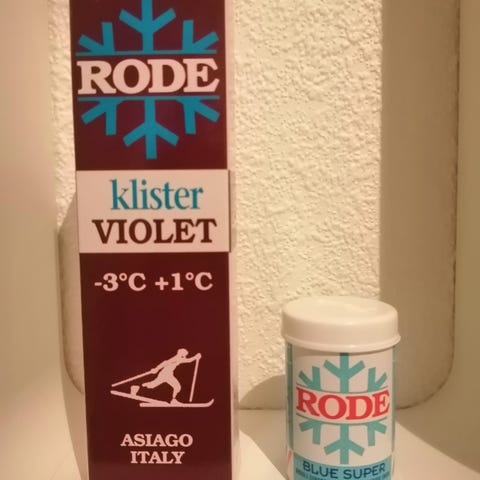 RODE
klister
VIOLET
-3°C +1°C
ASIAGO
ITALY
RODE
BLUE SUPER